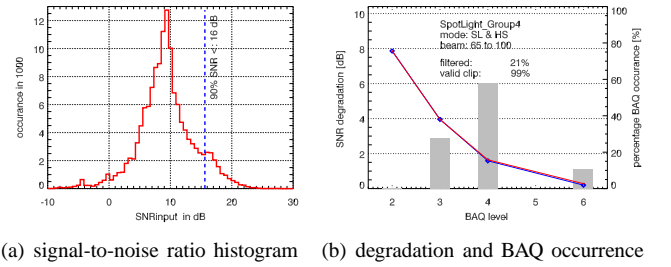 occurance in 1000
12
10
8
6
4
2
0
-10
0
10
20
30
SNRinput in dB
90% SNR <: 16 dB
SNR degradation [dB]
10
8
6
4
2
0
2
3
4
5
6
BAQ level
SpotLight_Group4
mode: SL & HS
beam: 65 to 100
filtered: 21%
valid clip: 99%
100
80
60
40
20
0
percentage BAQ occurrence [%]
(a) signal-to-noise ratio histogram
(b) degradation and BAQ occurrence